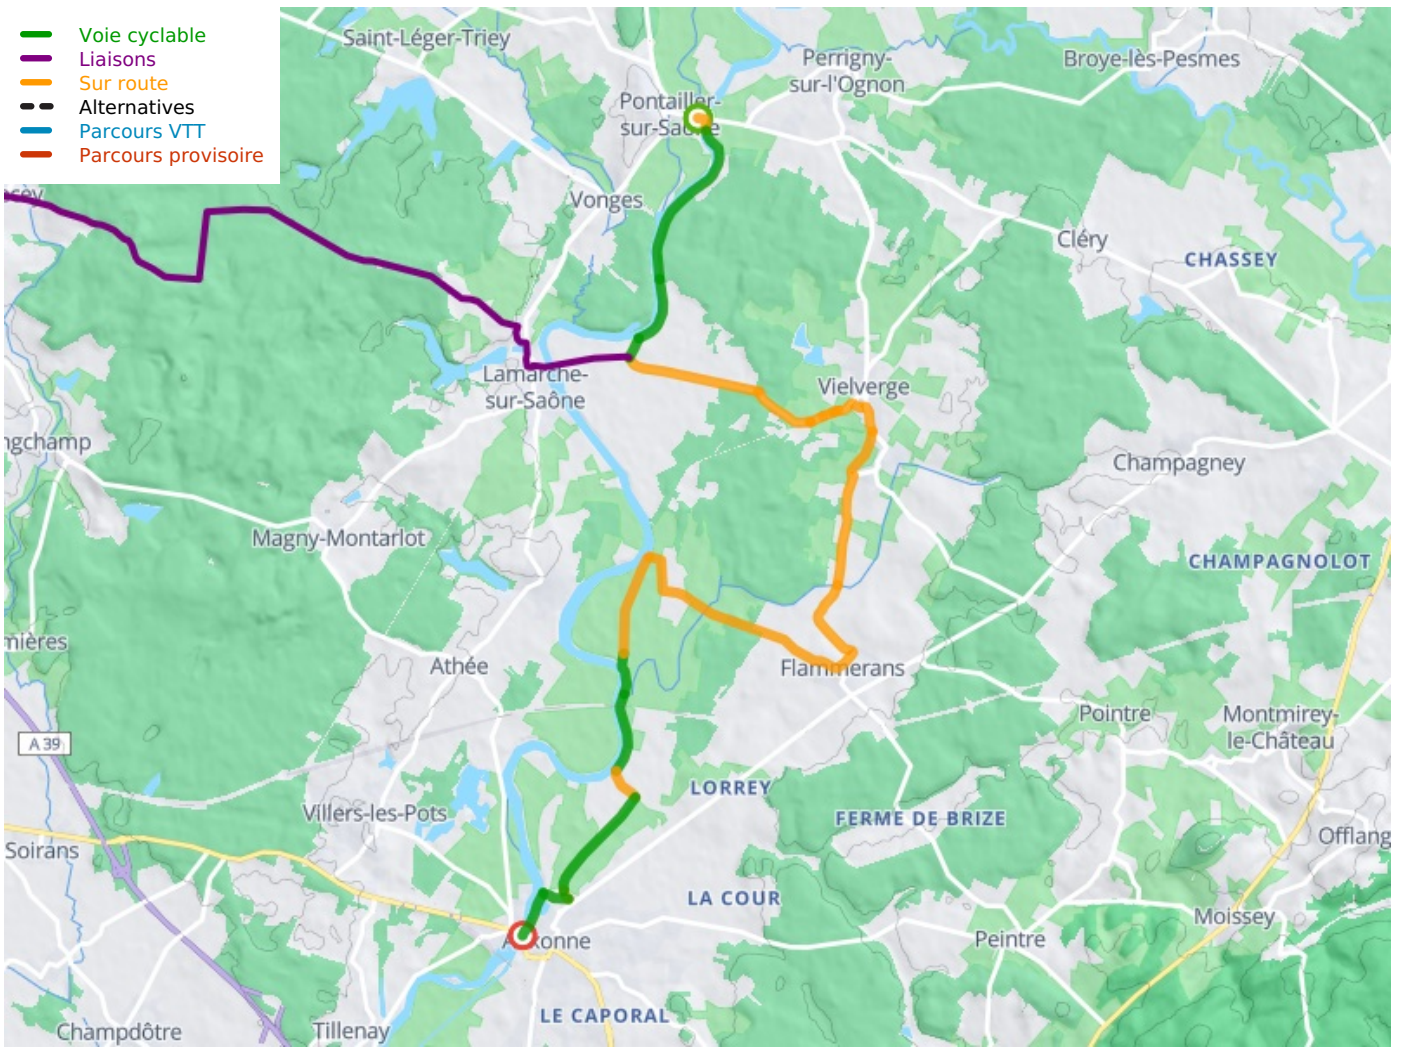 Voie cyclable
Liaisons
Sur route
Alternatives
Parcours VTT
Parcours provisoire
Saint-Léger-Triey
Perrigny-
sur-l'Ognon
Broye-lès-Pesmes
Pontailler-
sur-Saône
Vonges
Cléry
CHASSEY
Lamarche-
sur-Saône
Vielverge
ngchamp
Champagney
Magny-Montarlot
CHAMPAGNOLOT
mières
Athée
Flammerans
Pointre
Montmirey-
le-Château
A 39
LORREY
Villers-les-Pots
FERME DE BRIZE
Soirans
Offlang
LA COUR
Moissey
Peintre
LE CAPORAL
Champdôtre
Tillenay